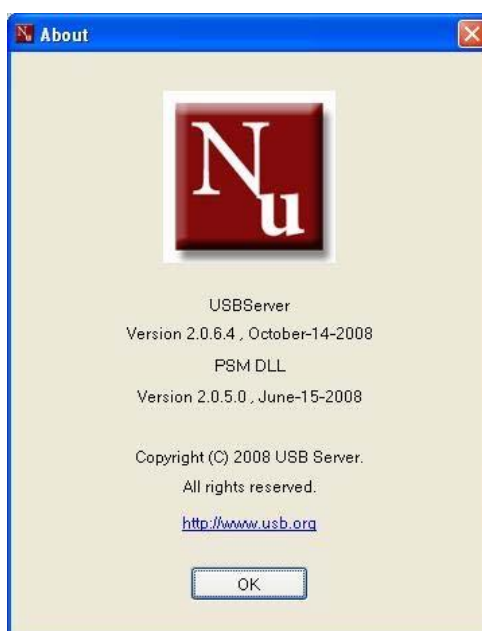 About
Nu
USBServer
Version 2.0.6.4 , October-14-2008
PSM DLL
Version 2.0.5.0 , June-15-2008
Copyright (C) 2008 USB Server.
All rights reserved.
http://www.usb.org
OK